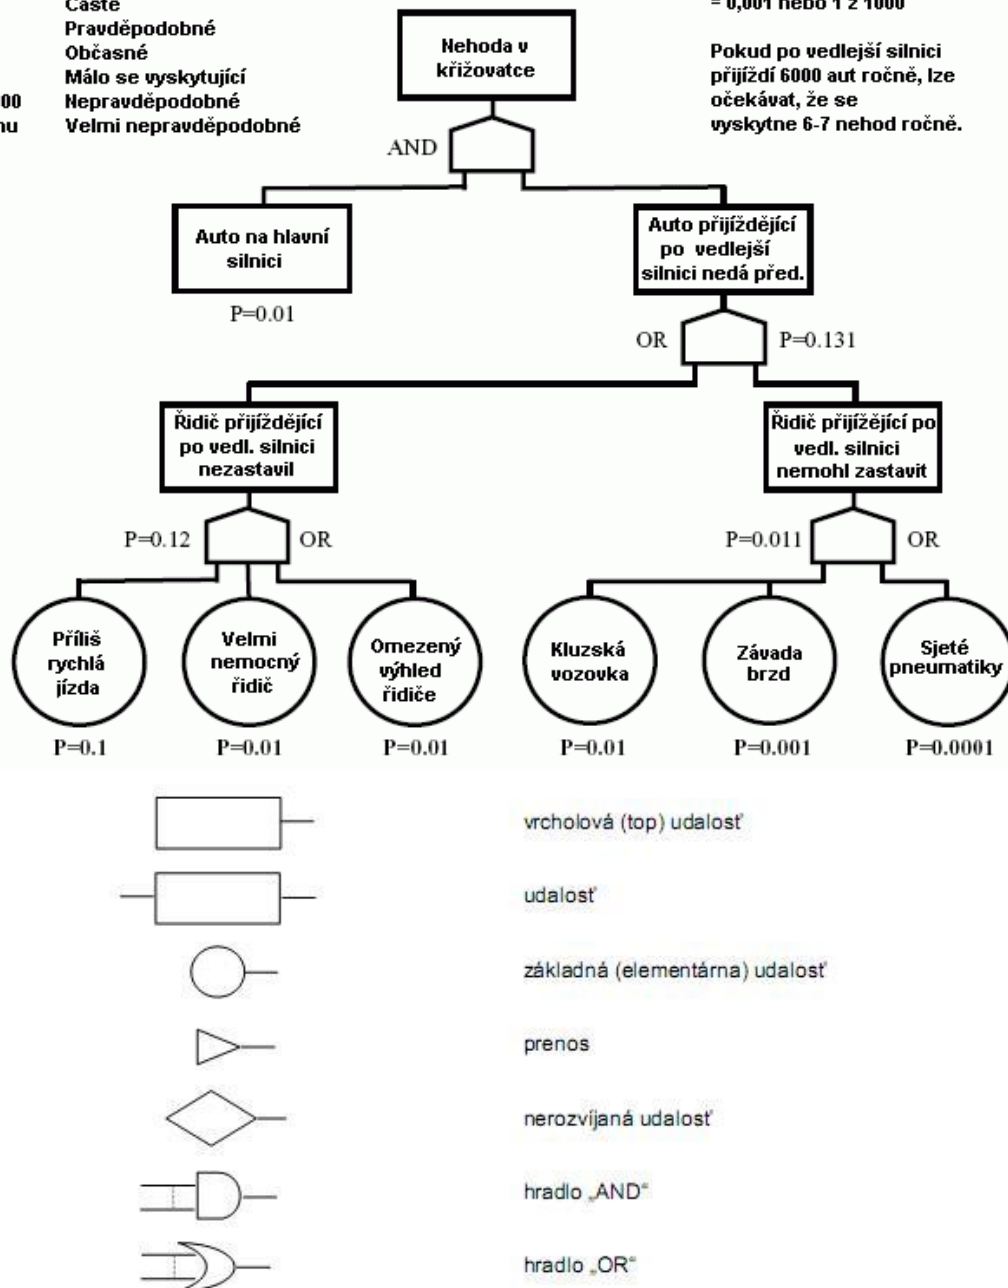 Časté
Pravděpodobné
Občasné
Málo se vyskytující
00 Nepravděpodobné
nu Velmi nepravděpodobné
= 0,001 nebo 1 z 1000
Pokud po vedlejší silnici
přijíždí 6000 aut ročně, lze
očekávat, že se
vyskytne 6-7 nehod ročně.
Nehoda v
křižovatce
AND
Auto na hlavní
silnici
P=0.01
Auto přijíždějící
po vedlejší
silnici nedá před.
OR
P=0.131
Řidič přijíždějící
po vedl. silnici
nezastavil
Řidič přijížějící po
vedl. silnici
nemohl zastavit
P=0.12
OR
P=0.011
OR
Příliš
rychlá
jízda
Velmi
nemocný
řidič
Omezený
výhled
řidiče
Kluzská
vozovka
Závada
brzd
Sjeté
pneumatiky
P=0.1
P=0.01
P=0.01
P=0.01
P=0.001
P=0.0001
vrcholová (top) udalosť
udalosť
základná (elementárna) udalosť
prenos
nerozvíjaná udalosť
hradlo „AND“
hradlo „OR“